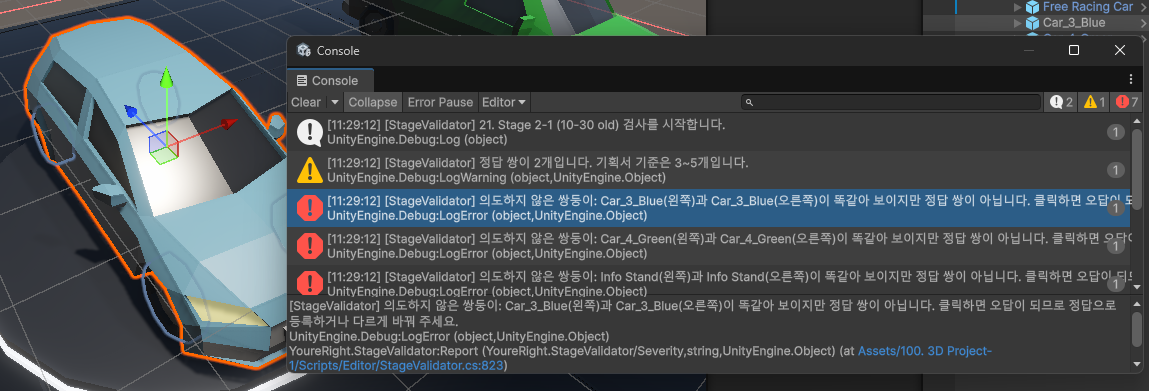 Free Racing Car
Car_3_Blue
Console
Console
Clear
Collapse
Error Pause
Editor
2
1
7
[11:29:12] [StageValidator] 21. Stage 2-1 (10-30 old) 검사를 시작합니다.
UnityEngine.Debug:Log (object)
1
[11:29:12] [StageValidator] 정답 쌍이 2개입니다. 기획서 기준은 3~5개입니다.
UnityEngine.Debug:LogWarning (object,UnityEngine.Object)
1
[11:29:12] [StageValidator] 의도하지 않은 쌍둥이: Car_3_Blue(왼쪽)과 Car_3_Blue(오른쪽)이 똑같아 보이지만 정답 쌍이 아닙니다. 클릭하면 오답이
UnityEngine.Debug:LogError (object,UnityEngine.Object)
1
[11:29:12] [StageValidator] 의도하지 않은 쌍둥이: Car_4_Green(왼쪽)과 Car_4_Green(오른쪽)이 똑같아 보이지만 정답 쌍이 아닙니다. 클릭하면
UnityEngine.Debug:LogError (object,UnityEngine.Object)
1
[11:29:12] [StageValidator] 의도하지 않은 쌍둥이: Info Stand(왼쪽)과 Info Stand(오른쪽)이 똑같아 보이지만 정답 쌍이 아닙니다. 클릭하면 오답이
UnityEngine.Debug:LogError (object,UnityEngine.Object)
1
[StageValidator] 의도하지 않은 쌍둥이: Car_3_Blue(왼쪽)과 Car_3_Blue(오른쪽)이 똑같아 보이지만 정답 쌍이 아닙니다. 클릭하면 오답이 되므로 정답으로
등록하거나 다르게 바꿔 주세요.
UnityEngine.Debug:LogError (object,UnityEngine.Object)
YoureRight.StageValidator:Report (YoureRight.StageValidator/Severity,string,UnityEngine.Object) (at Assets/100. 3D Project-
1/Scripts/Editor/StageValidator.cs:823)